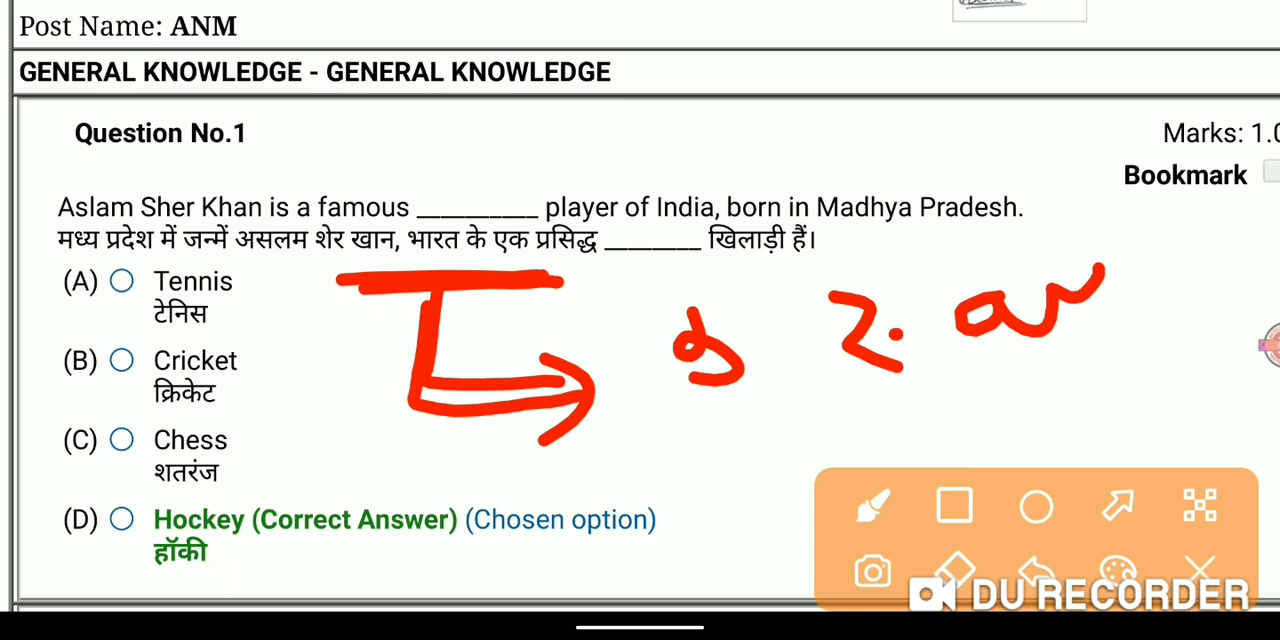 Post Name: ANM
GENERAL KNOWLEDGE - GENERAL KNOWLEDGE
Question No.1
Marks: 1.0
Bookmark
Aslam Sher Khan is a famous __________ player of India, born in Madhya Pradesh.
मध्य प्रदेश में जन्में असलम शेर खान, भारत के एक प्रसिद्ध ________ खिलाड़ी हैं।
(A) Tennis
टेनिस
(B) Cricket
क्रिकेट
(C) Chess
शतरंज
(D) Hockey (Correct Answer) (Chosen option)
हॉकी
DU RECORDER